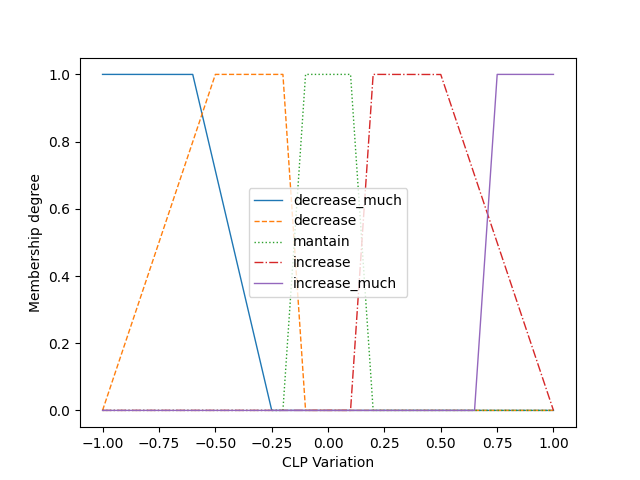 1.0
0.8
0.6
0.4
0.2
0.0
Membership degree
decrease_much
decrease
mantain
increase
increase_much
−1.00 −0.75 −0.50 −0.25 0.00 0.25 0.50 0.75 1.00
CLP Variation